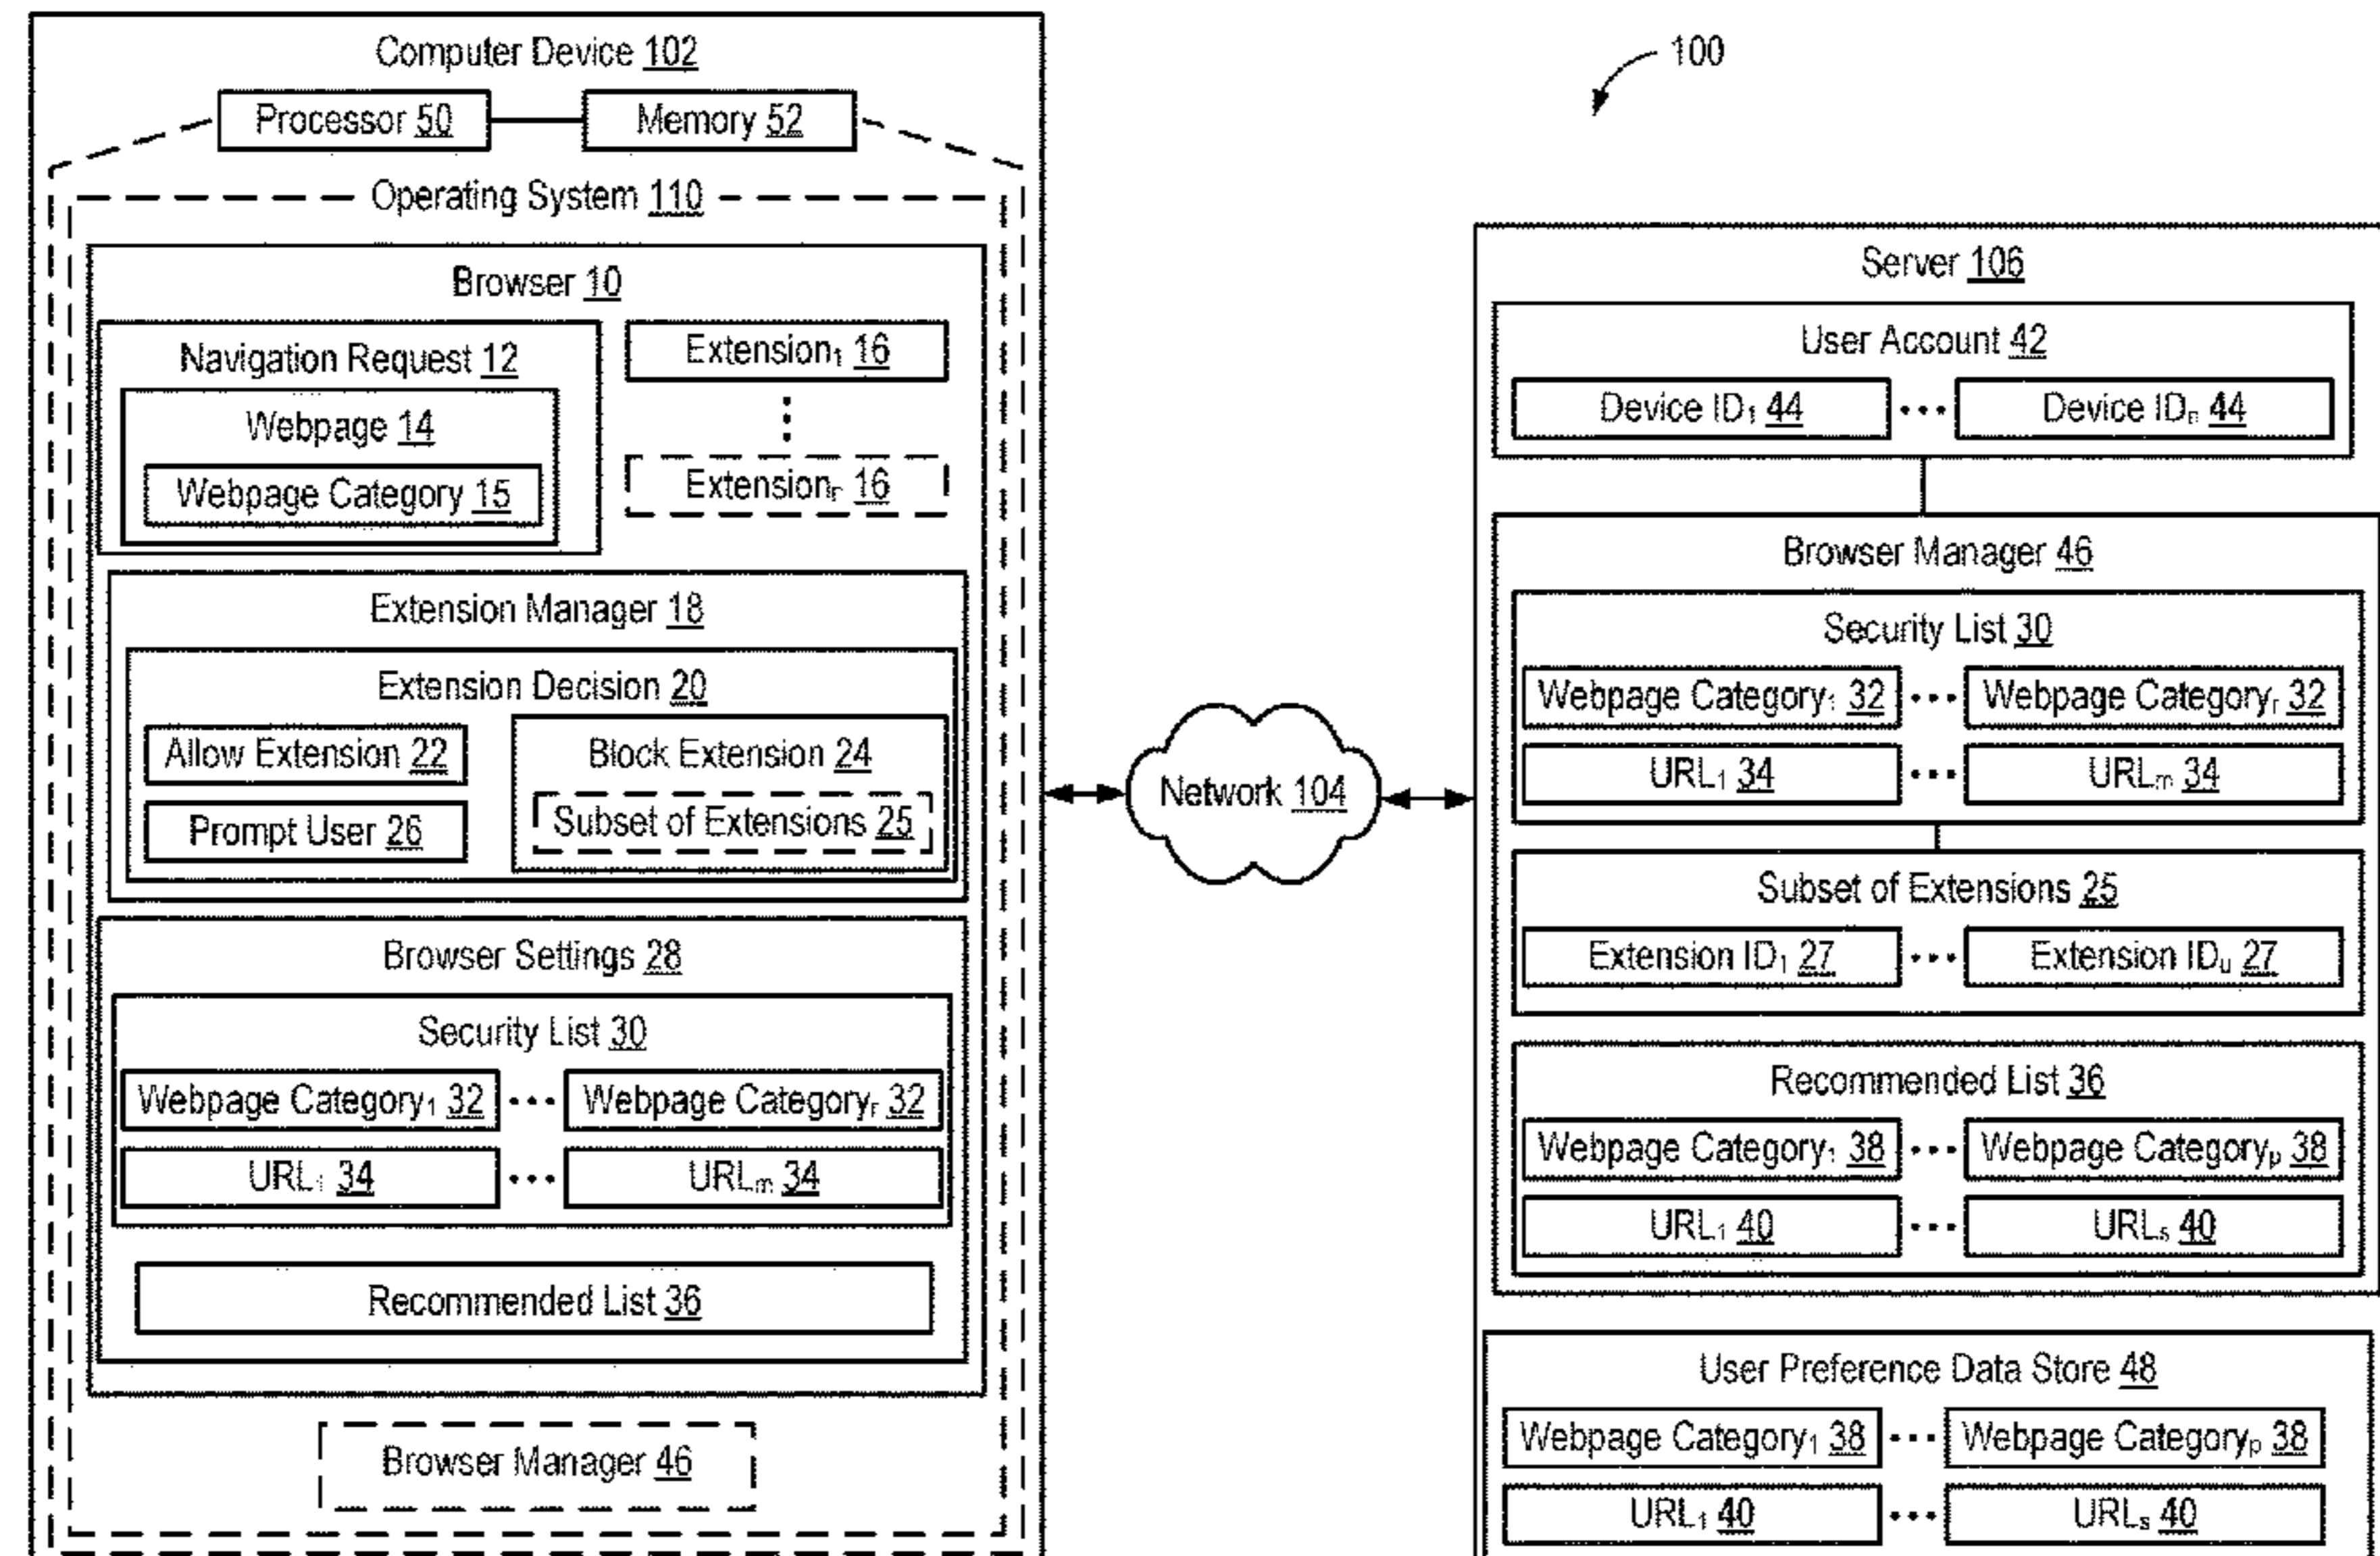 Computer Device 102
100
Processor 50
Memory 52
Operating System 110
Browser 10
Navigation Request 12
Webpage 14
Webpage Category 15
Extension₁ 16
⋮
Extensionₙ 16
Extension Manager 18
Extension Decision 20
Allow Extension 22
Prompt User 26
Block Extension 24
Subset of Extensions 25
Browser Settings 28
Security List 30
Webpage Category₁ 32 ••• Webpage Categoryᵣ 32
URL₁ 34 ••• URLₘ 34
Recommended List 36
Browser Manager 46
Network 104
Server 106
User Account 42
Device ID₁ 44 ••• Device IDₙ 44
Browser Manager 46
Security List 30
Webpage Category₁ 32 ••• Webpage Categoryᵣ 32
URL₁ 34 ••• URLₘ 34
Subset of Extensions 25
Extension ID₁ 27 ••• Extension IDᵤ 27
Recommended List 36
Webpage Category₁ 38 ••• Webpage Categoryₚ 38
URL₁ 40 ••• URLₛ 40
User Preference Data Store 48
Webpage Category₁ 38 ••• Webpage Categoryₚ 38
URL₁ 40 ••• URLₛ 40